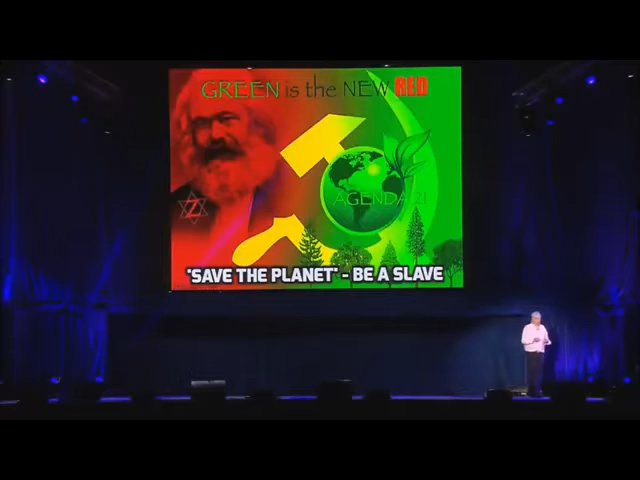 GREEN is the NEW RED
AGENDA 21
"SAVE THE PLANET" - BE A SLAVE